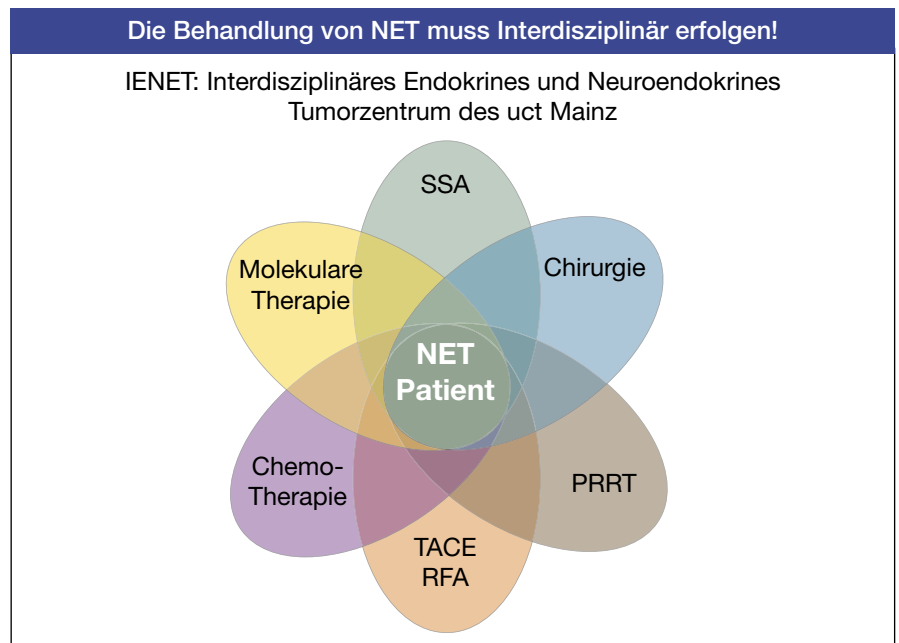 Die Behandlung von NET muss Interdisziplinär erfolgen!
IENET: Interdisziplinäres Endokrines und Neuroendokrines
Tumorzentrum des uct Mainz
SSA
Molekulare
Therapie
Chirurgie
NET
Patient
Chemo-
Therapie
PRRT
TACE
RFA